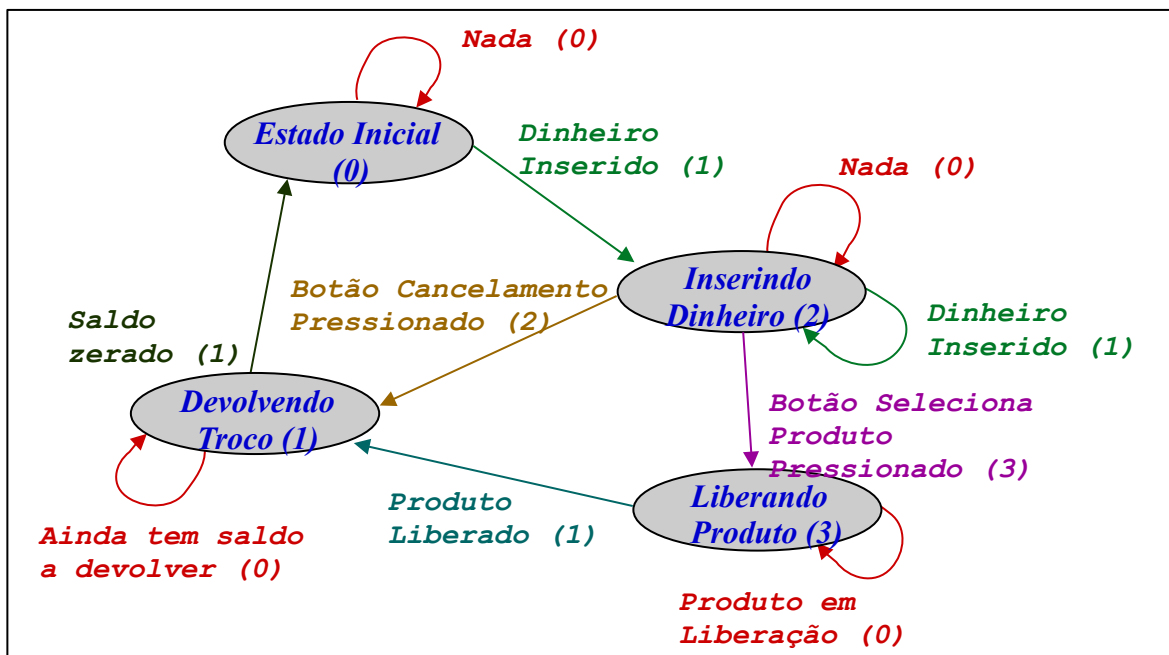 Nada (0)
Estado Inicial
(0)
Dinheiro
Inserido (1)
Nada (0)
Inserindo
Dinheiro (2)
Botão Cancelamento
Pressionado (2)
Dinheiro
Inserido (1)
Saldo
zerado (1)
Devolvendo
Troco (1)
Botão Seleciona
Produto
Pressionado (3)
Liberando
Produto (3)
Produto
Liberado (1)
Ainda tem saldo
a devolver (0)
Produto em
Liberação (0)